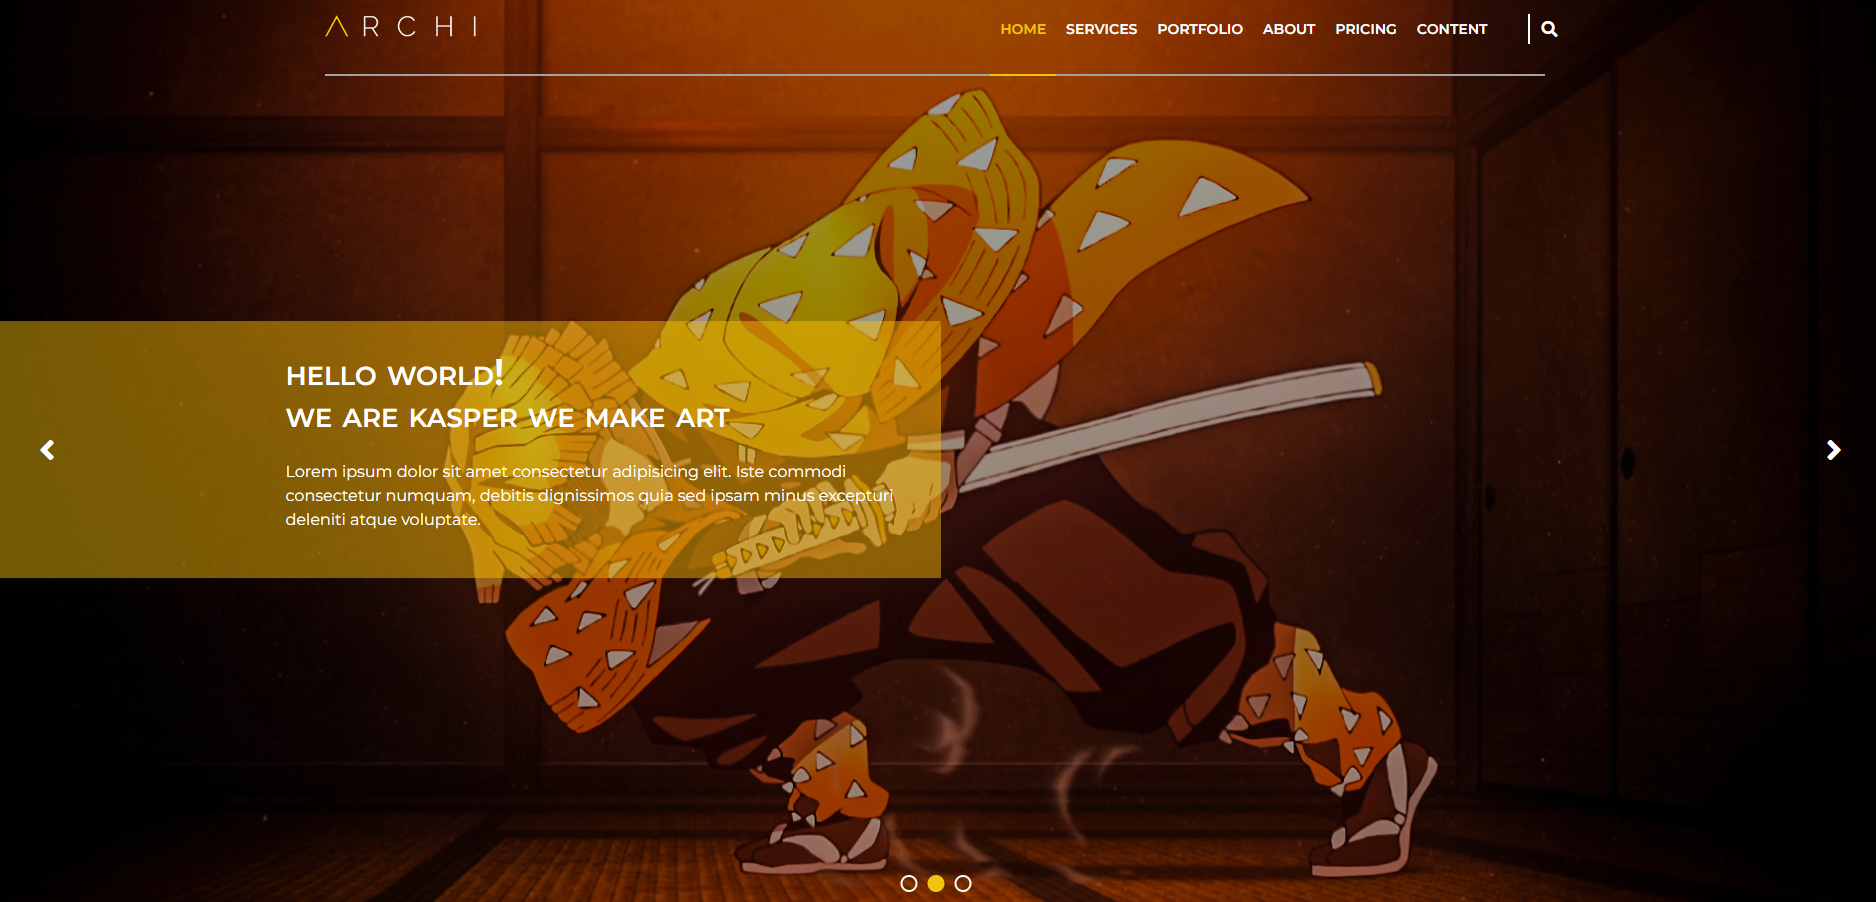 ARCHI
HOME SERVICES PORTFOLIO ABOUT PRICING CONTENT
HELLO WORLD!
WE ARE KASPER WE MAKE ART
Lorem ipsum dolor sit amet consectetur adipisicing elit. Iste commodi
consectetur numquam, debitis dignissimos quia sed ipsam minus excepturi
deleniti atque voluptate.